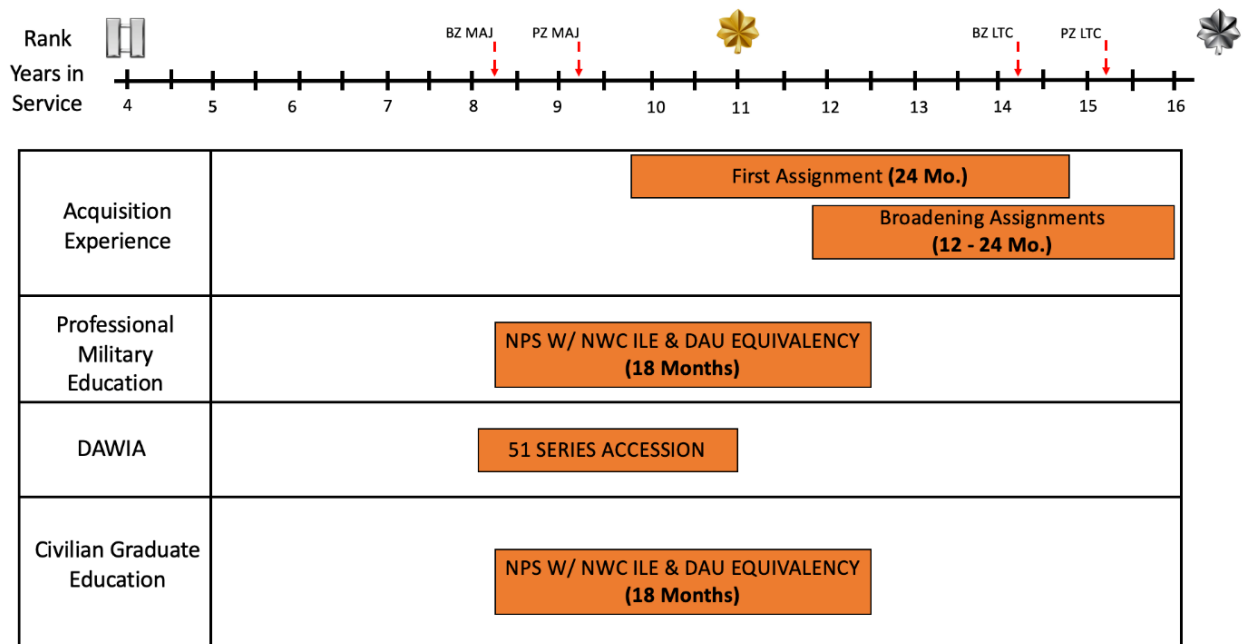 Rank
BZ MAJ
PZ MAJ
BZ LTC
PZ LTC
Years in
Service
4 5 6 7 8 9 10 11 12 13 14 15 16
Acquisition
Experience
First Assignment (24 Mo.)
Broadening Assignments
(12 - 24 Mo.)
Professional
Military
Education
NPS W/ NWC ILE & DAU EQUIVALENCY
(18 Months)
DAWIA
51 SERIES ACCESSION
Civilian Graduate
Education
NPS W/ NWC ILE & DAU EQUIVALENCY
(18 Months)